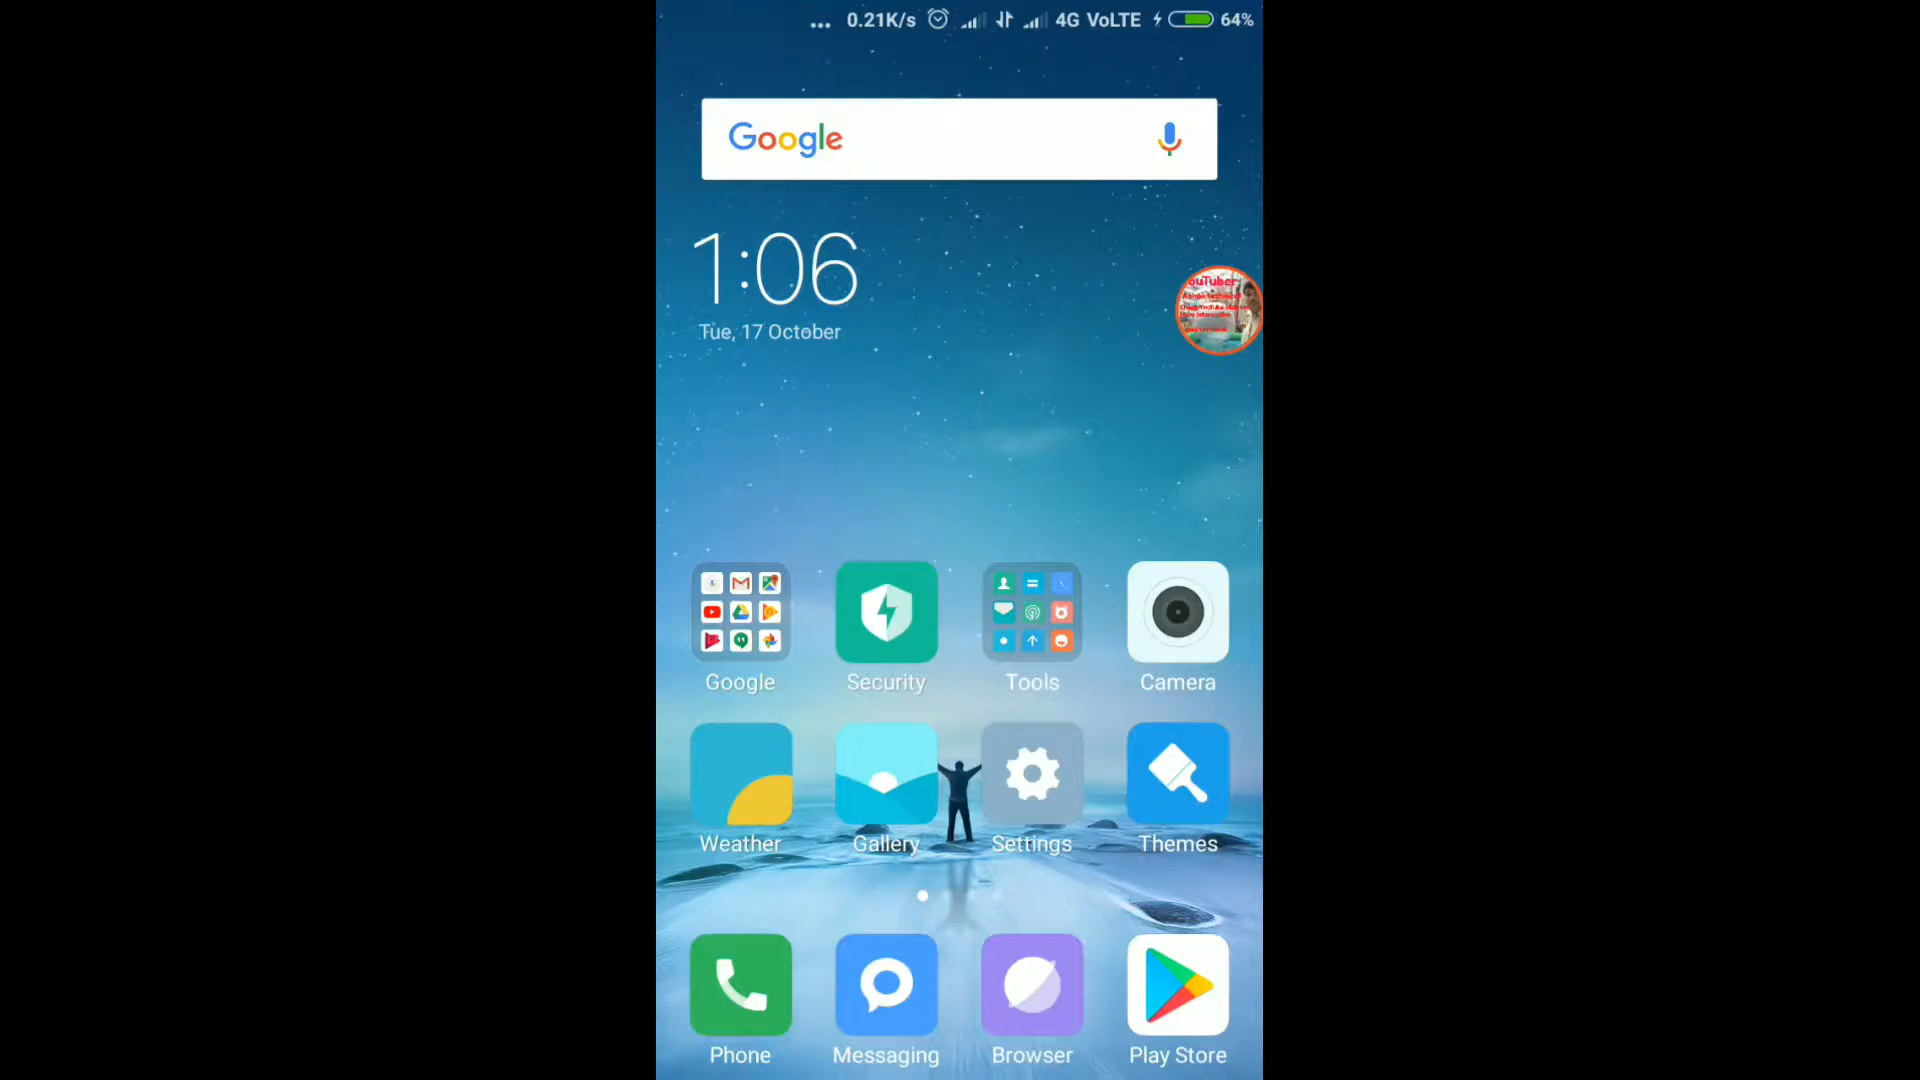 ... 0.21K/s 4G VoLTE 64%
Google
1:06
Tue, 17 October
ouTuber
Google Security Tools Camera
Weather Gallery Settings Themes
Phone Messaging Browser Play Store